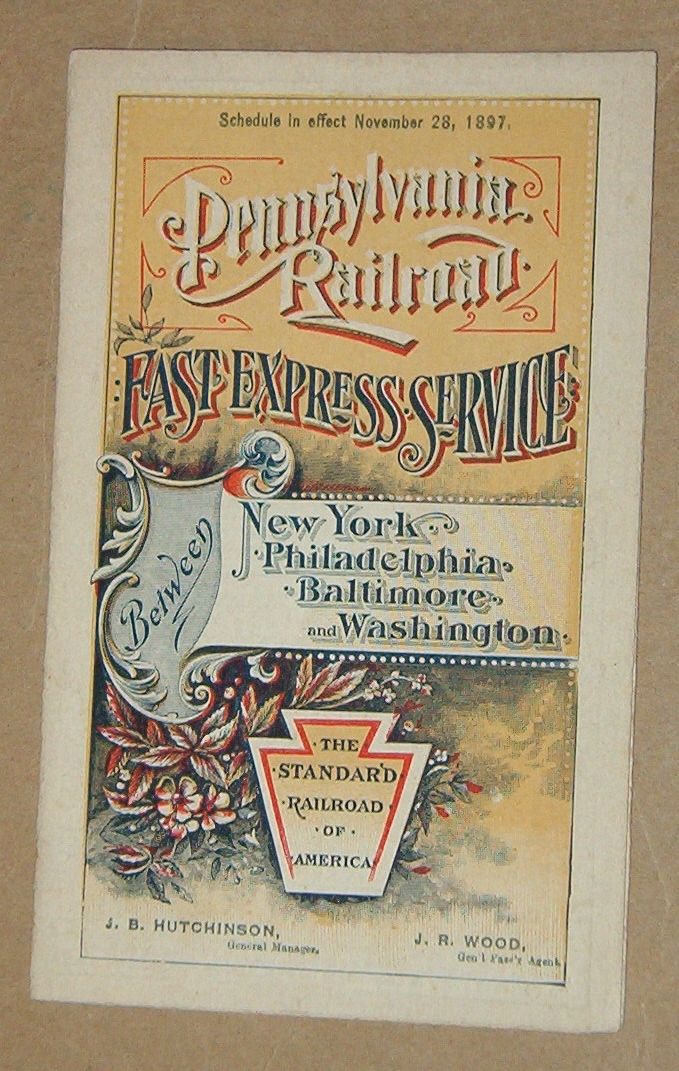 Schedule in effect November 28, 1897.
Pennsylvania
Railroad.
FAST EXPRESS SERVICE
Between
New York
Philadelphia
Baltimore
and Washington.
THE
STANDARD
RAILROAD
OF
AMERICA
J. B. HUTCHINSON,
General Manager.
J. R. WOOD,
Gen'l Pass'r Agent